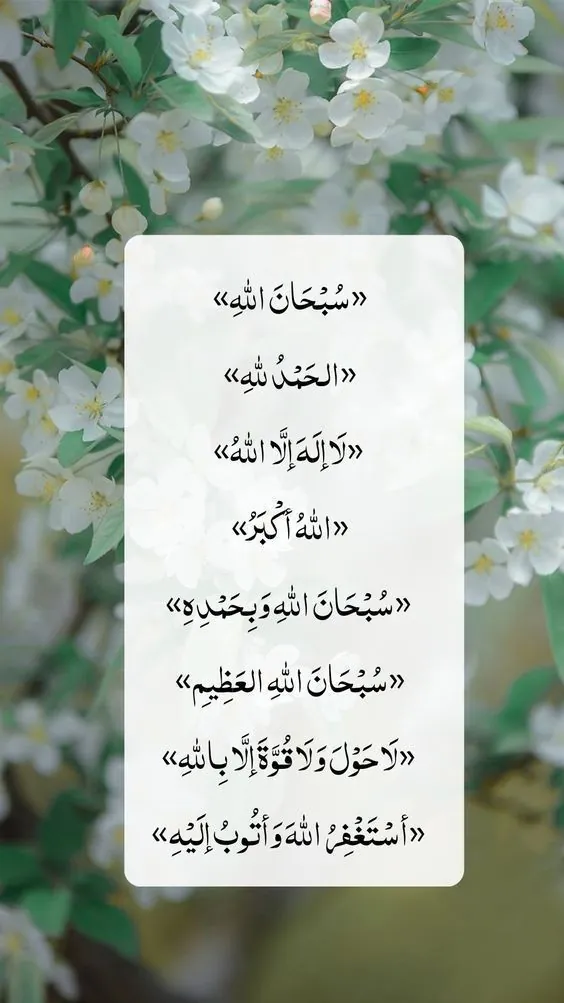 «سُبْحَانَ اللهِ»
«الحَمْدُ للهِ»
«لَا إِلَهَ إِلَّا اللهُ»
«اللهُ أَكْبَرُ»
«سُبْحَانَ اللهِ وَبِحَمْدِهِ»
«سُبْحَانَ اللهِ العَظِيمِ»
«لَا حَوْلَ وَلَا قُوَّةَ إِلَّا بِاللهِ»
«أَسْتَغْفِرُ اللهَ وَأَتُوبُ إِلَيْهِ»